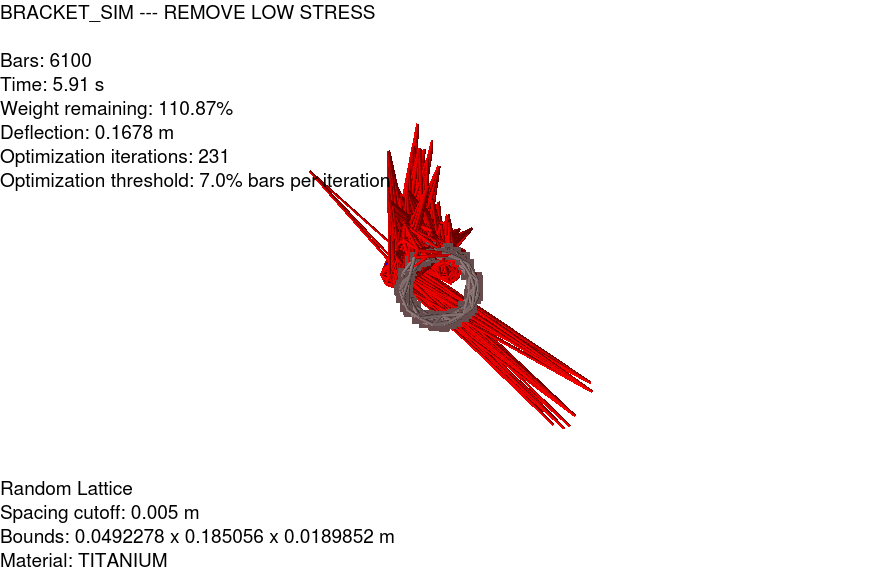 BRACKET_SIM --- REMOVE LOW STRESS
Bars: 6100
Time: 5.91 s
Weight remaining: 110.87%
Deflection: 0.1678 m
Optimization iterations: 231
Optimization threshold: 7.0% bars per iteration
Random Lattice
Spacing cutoff: 0.005 m
Bounds: 0.0492278 x 0.185056 x 0.0189852 m
Material: TITANIUM